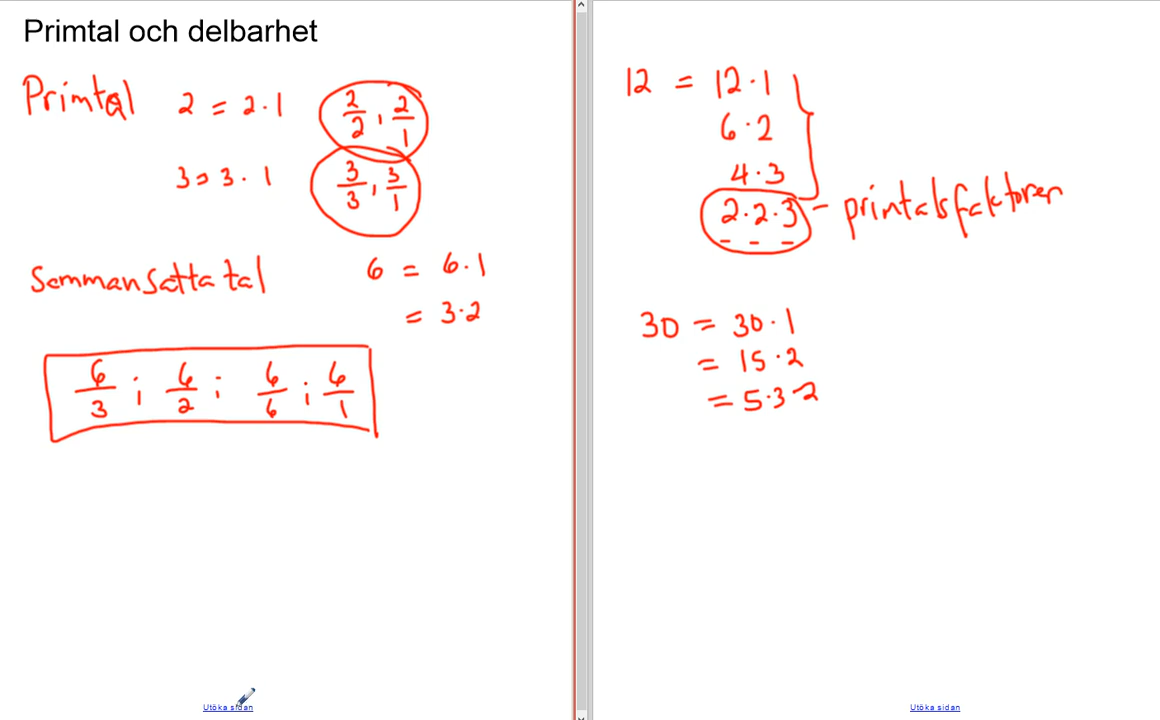 Primtal och delbarhet
Primtal 2 = 2·1 2/2, 2/1
3 = 3·1 3/3, 3/1
Sammansatta tal 6 = 6·1
= 3·2
6/3 ; 6/2 ; 6/6 ; 6/1
Utöka sidan
12 = 12·1
6·2
4·3
2·2·3 - primtalsfaktorer
30 = 30·1
= 15·2
= 5·3·2
Utöka sidan